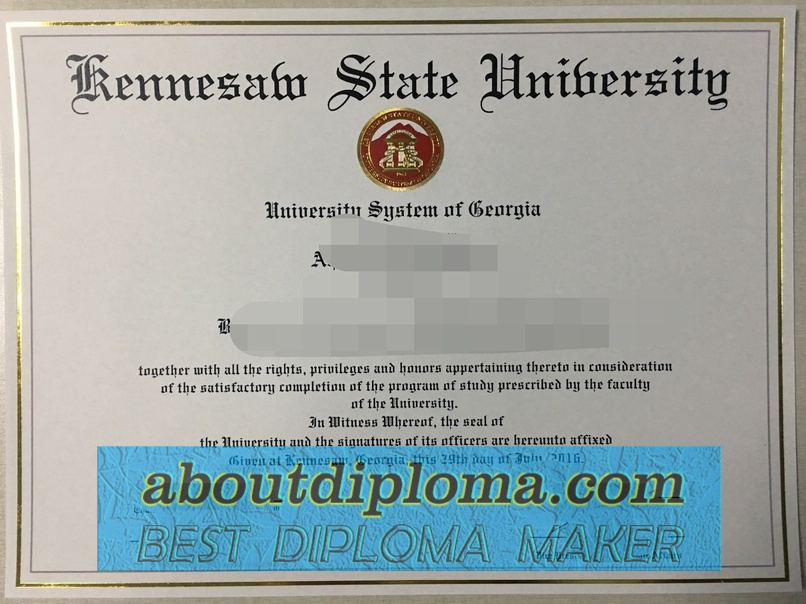 Kennesaw State University
University System of Georgia
A
B
together with all the rights, privileges and honors appertaining thereto in consideration
of the satisfactory completion of the program of study prescribed by the faculty
of the University.
In Witness Whereof, the seal of
the University and the signatures of its officers are hereunto affixed
Given at Kennesaw, Georgia, this 29th day of July, 2016.
aboutdiploma.com
BEST DIPLOMA MAKER